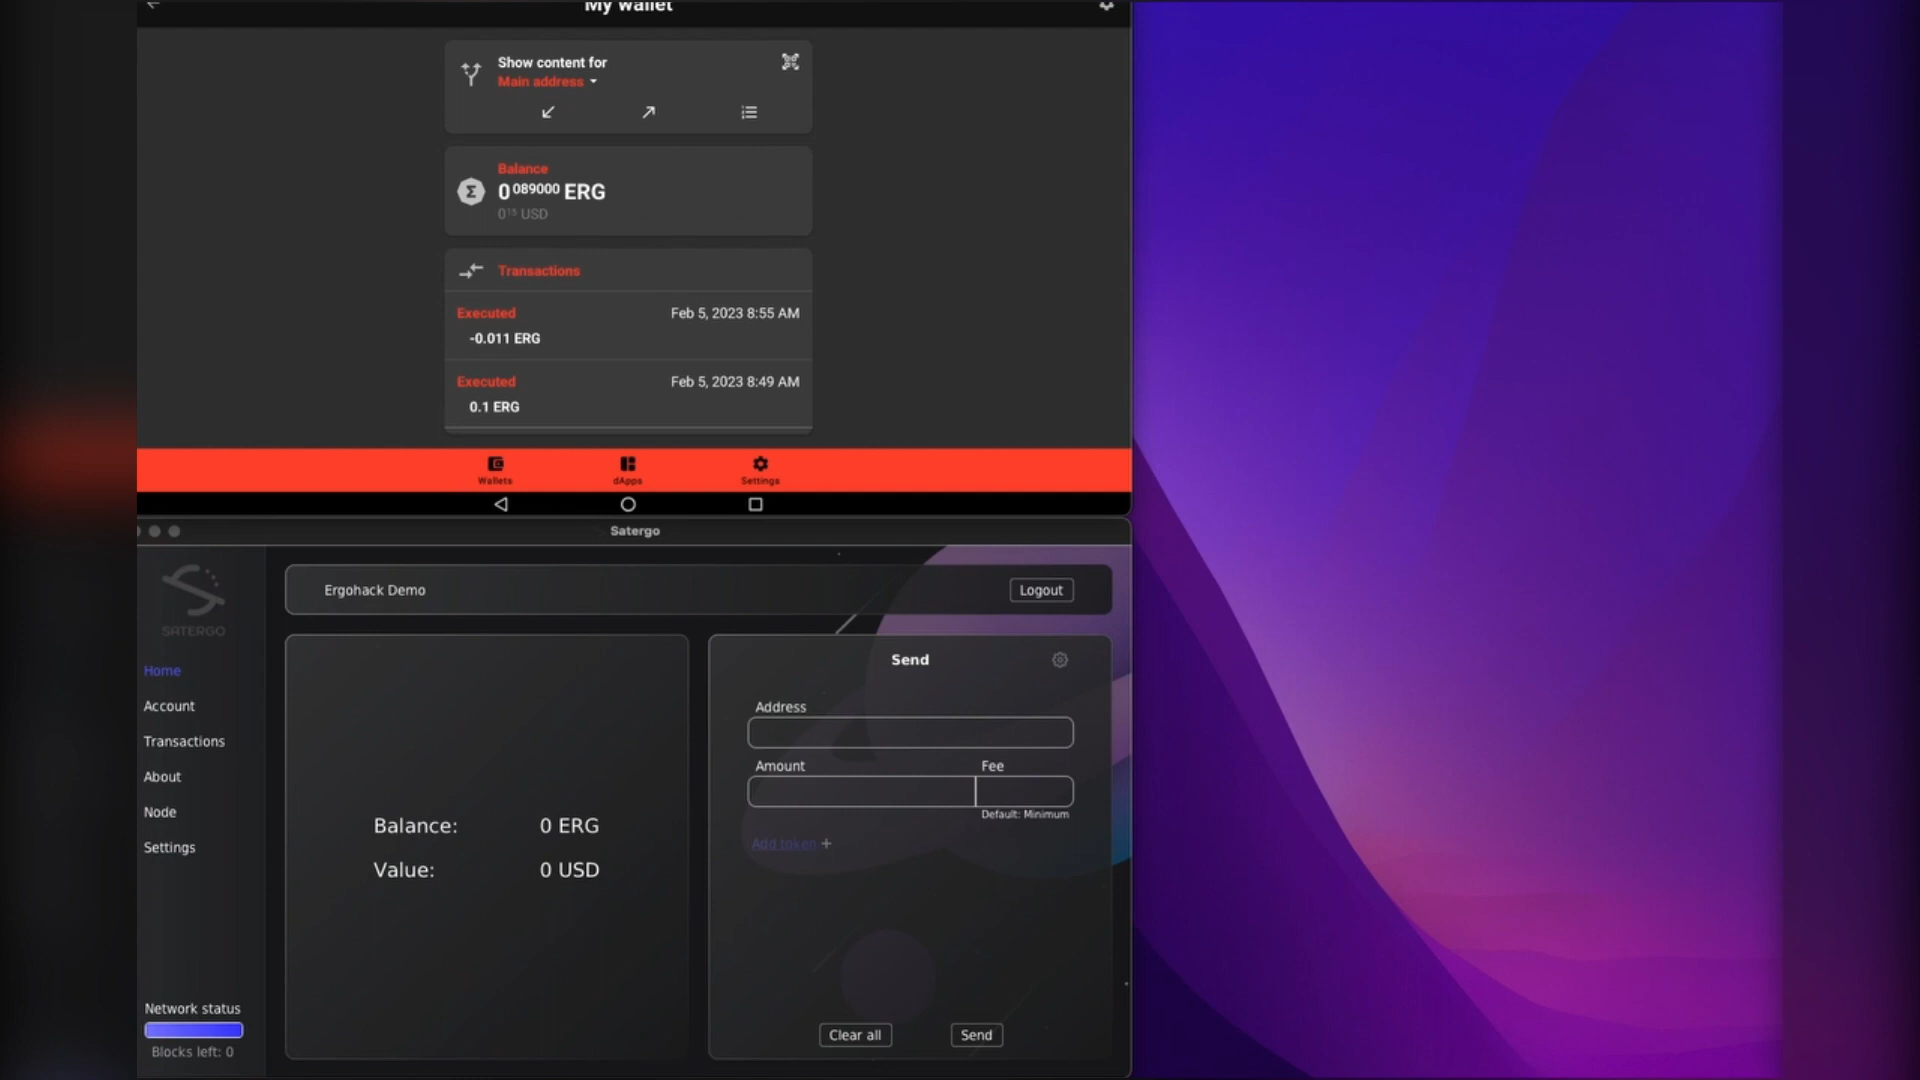 My wallet
Show content for
Main address
Balance
0.089000 ERG
0.15 USD
Transactions
Executed Feb 5, 2023 8:55 AM
-0.011 ERG
Executed Feb 5, 2023 8:49 AM
0.1 ERG
Wallets dApps Settings
Satergo
SATERGO
Ergohack Demo
Logout
Home
Account
Transactions
About
Node
Settings
Network status
Blocks left: 0
Balance: 0 ERG
Value: 0 USD
Send
Address
Amount Fee
Default: Minimum
Add token +
Clear all Send